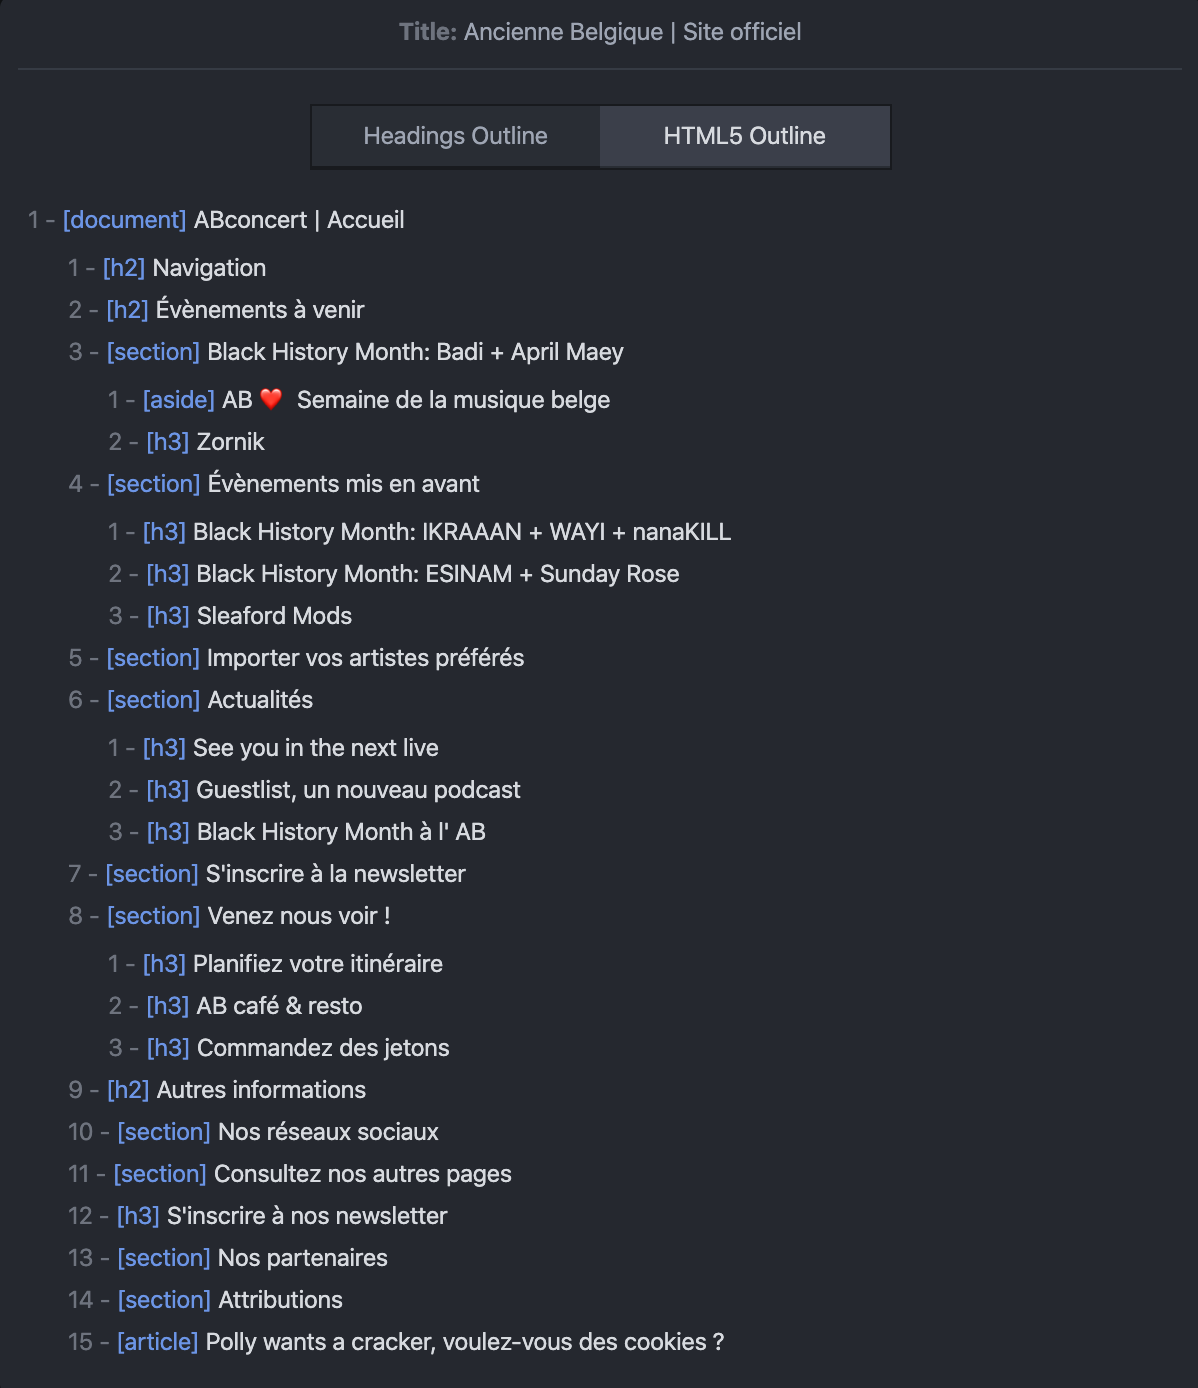 Title: Ancienne Belgique | Site officiel
Headings Outline
HTML5 Outline
1 - [document] ABconcert | Accueil
1 - [h2] Navigation
2 - [h2] Évènements à venir
3 - [section] Black History Month: Badi + April Maey
1 - [aside] AB ❤️ Semaine de la musique belge
2 - [h3] Zornik
4 - [section] Évènements mis en avant
1 - [h3] Black History Month: IKRAAAN + WAYI + nanaKILL
2 - [h3] Black History Month: ESINAM + Sunday Rose
3 - [h3] Sleaford Mods
5 - [section] Importer vos artistes préférés
6 - [section] Actualités
1 - [h3] See you in the next live
2 - [h3] Guestlist, un nouveau podcast
3 - [h3] Black History Month à l' AB
7 - [section] S'inscrire à la newsletter
8 - [section] Venez nous voir !
1 - [h3] Planifiez votre itinéraire
2 - [h3] AB café & resto
3 - [h3] Commandez des jetons
9 - [h2] Autres informations
10 - [section] Nos réseaux sociaux
11 - [section] Consultez nos autres pages
12 - [h3] S'inscrire à nos newsletter
13 - [section] Nos partenaires
14 - [section] Attributions
15 - [article] Polly wants a cracker, voulez-vous des cookies ?